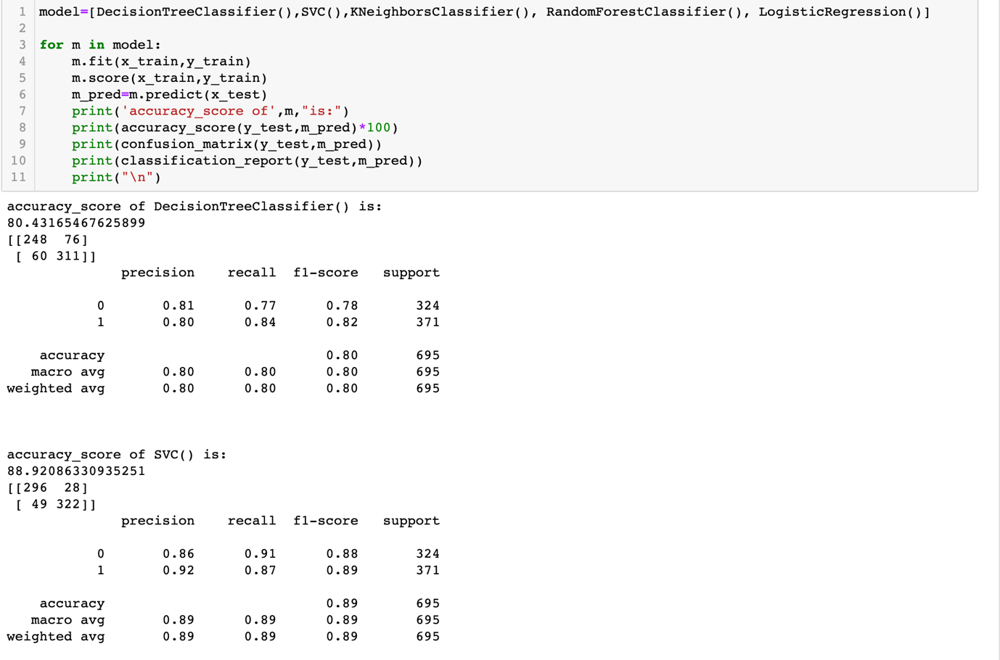 1 model=[DecisionTreeClassifier(),SVC(),KNeighborsClassifier(), RandomForestClassifier(), LogisticRegression()]
2
3 for m in model:
4     m.fit(x_train,y_train)
5     m.score(x_train,y_train)
6     m_pred=m.predict(x_test)
7     print('accuracy_score of',m,"is:")
8     print(accuracy_score(y_test,m_pred)*100)
9     print(confusion_matrix(y_test,m_pred))
10     print(classification_report(y_test,m_pred))
11     print("\n")
accuracy_score of DecisionTreeClassifier() is:
80.43165467625899
[[248  76]
 [ 60 311]]
              precision    recall  f1-score   support
           0       0.81      0.77      0.78       324
           1       0.80      0.84      0.82       371
    accuracy                           0.80       695
   macro avg       0.80      0.80      0.80       695
weighted avg       0.80      0.80      0.80       695
accuracy_score of SVC() is:
88.92086330935251
[[296  28]
 [ 49 322]]
              precision    recall  f1-score   support
           0       0.86      0.91      0.88       324
           1       0.92      0.87      0.89       371
    accuracy                           0.89       695
   macro avg       0.89      0.89      0.89       695
weighted avg       0.89      0.89      0.89       695